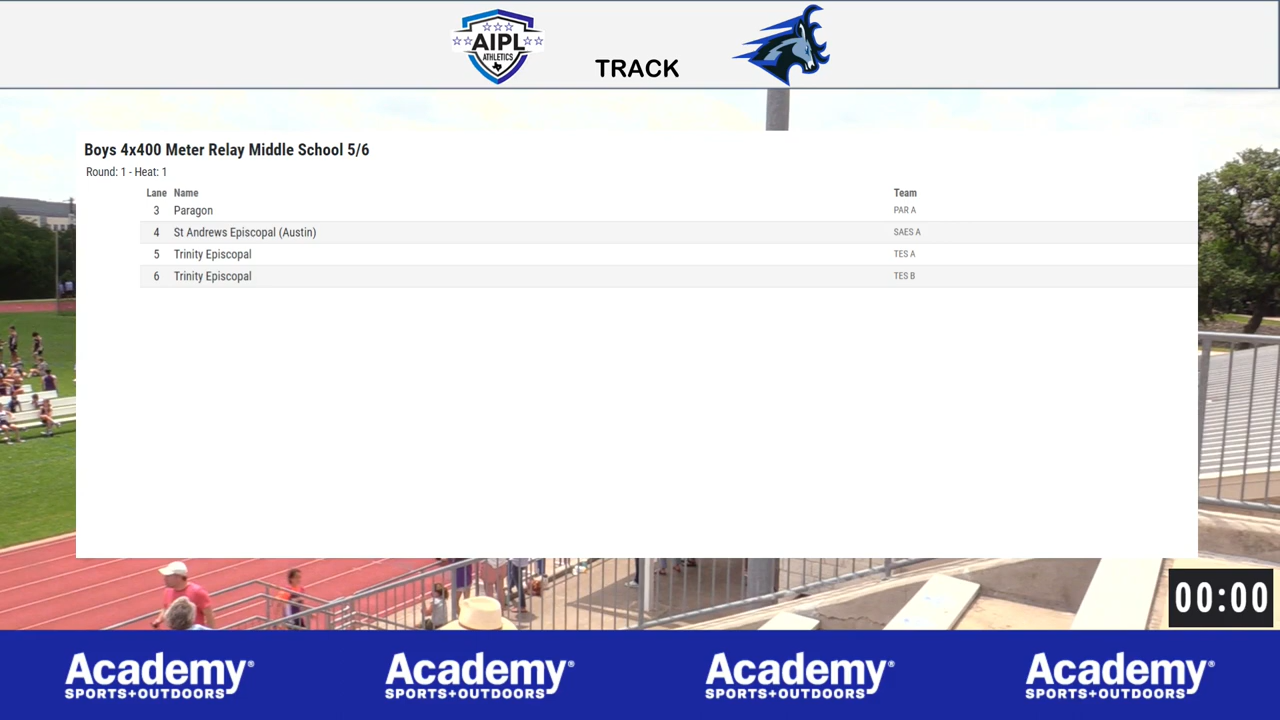 AIPL
ATHLETICS
TRACK
Boys 4x400 Meter Relay Middle School 5/6
Round: 1 - Heat: 1
Lane Name Team
3 Paragon PAR A
4 St Andrews Episcopal (Austin) SAES A
5 Trinity Episcopal TES A
6 Trinity Episcopal TES B
00:00
Academy® Academy® Academy® Academy®
SPORTS+OUTDOORS SPORTS+OUTDOORS SPORTS+OUTDOORS SPORTS+OUTDOORS